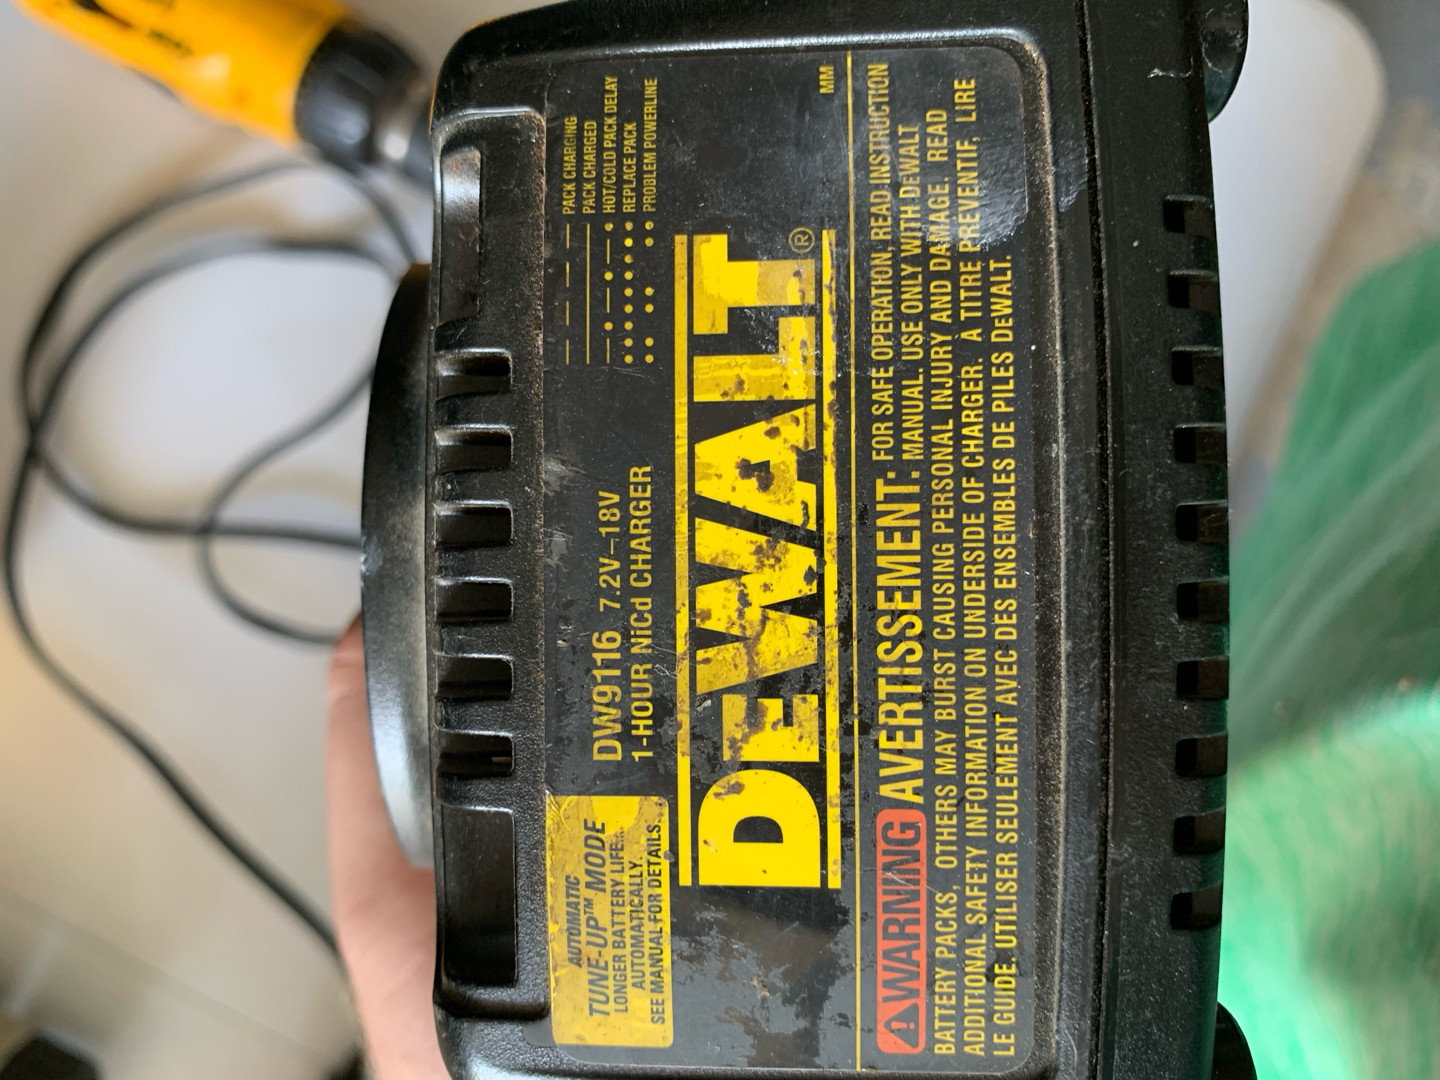 AUTOMATIC
TUNE-UP™ MODE
LONGER BATTERY LIFE...
AUTOMATICALLY.
SEE MANUAL FOR DETAILS.
DW9116 7.2V-18V
1-HOUR NiCd CHARGER
PACK CHARGING
PACK CHARGED
HOT/COLD PACK DELAY
REPLACE PACK
PROBLEM POWERLINE
DEWALT®
MM
⚠WARNING AVERTISSEMENT: FOR SAFE OPERATION, READ INSTRUCTION
MANUAL. USE ONLY WITH DEWALT
BATTERY PACKS, OTHERS MAY BURST CAUSING PERSONAL INJURY AND DAMAGE. READ
ADDITIONAL SAFETY INFORMATION ON UNDERSIDE OF CHARGER. À TITRE PRÉVENTIF, LIRE
LE GUIDE. UTILISER SEULEMENT AVEC DES ENSEMBLES DE PILES DEWALT.